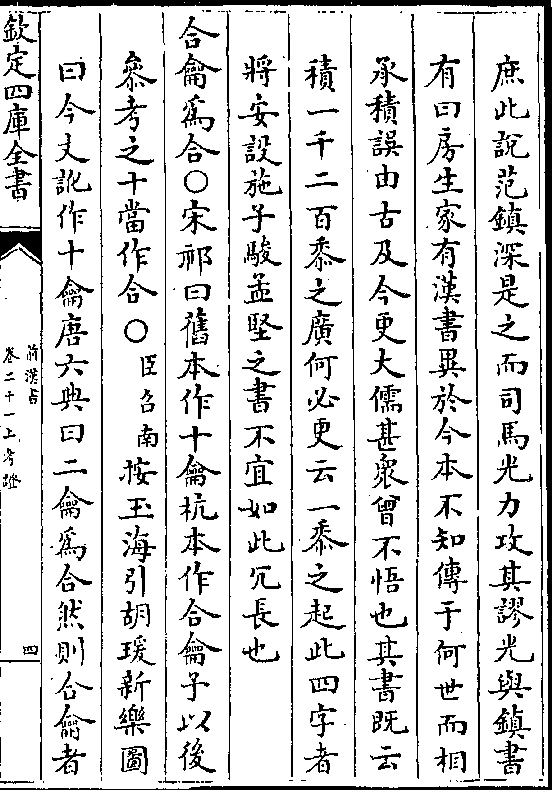 庶此說范鎮深是之而司馬光力攻其謬光與鎮書
有曰房生家有漢書異於今本不知傳于何世而相
承積誤由古及今更大儒甚衆曾不悟也其書既云
積一千二百黍之廣何必更云一黍之起此四字者
將安設施子駿孟堅之書不宜如此冗長也
合龠爲合○宋祁曰舊本作十龠杭本作合龠子以後
叅考之十當作合○臣召南按玉海引胡瑗新樂圖
曰今文訛作十龠唐六典曰二龠爲合然則合龠者
欽定四庫全書
前漢書
卷二十一上考證
四